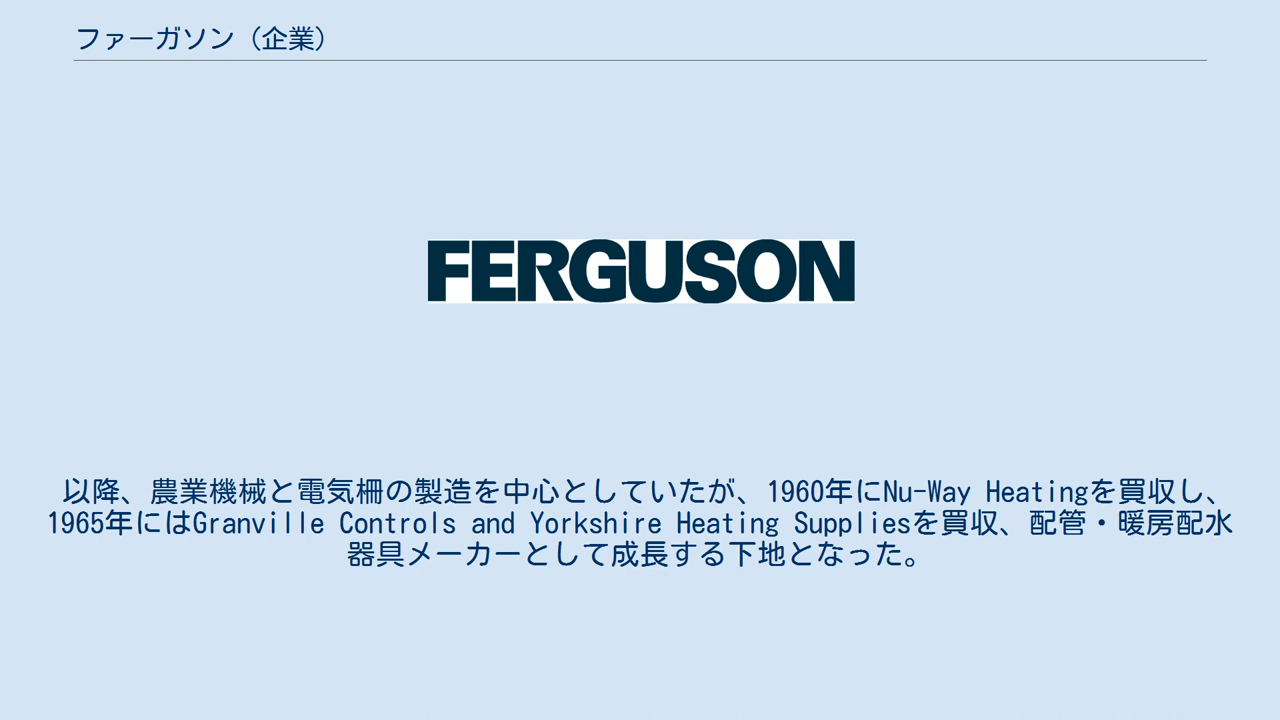 ファーガソン（企業）
FERGUSON
以降、農業機械と電気柵の製造を中心としていたが、1960年にNu-Way Heatingを買収し、
1965年にはGranville Controls and Yorkshire Heating Suppliesを買収、配管・暖房配水
器具メーカーとして成長する下地となった。